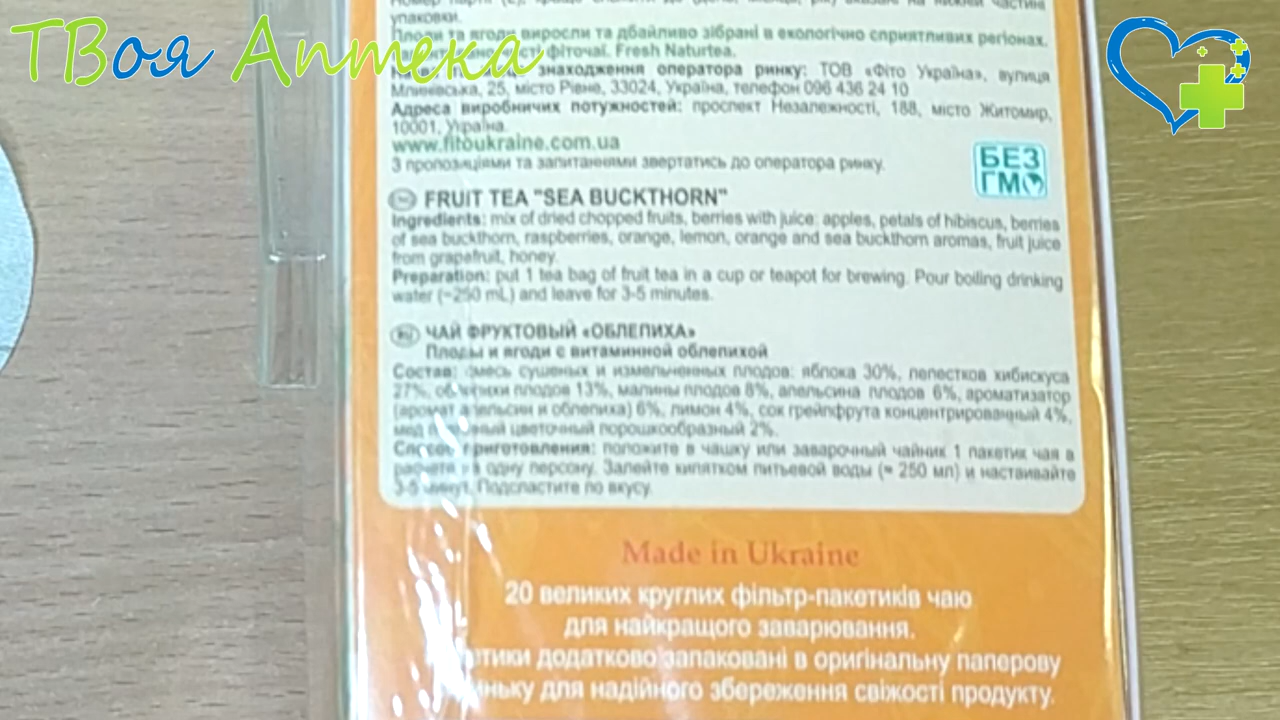 ТВоя Аптека
упаковки.
Плоди та ягоди виросли та дбайливо зібрані в екологічно сприятливих регіонах.
фіточаї. Fresh Naturtea.
знаходження оператора ринку: ТОВ «Фіто Україна», вулиця
Млинівська, 25, місто Рівне, 33024, Україна, телефон 096 436 24 10
Адреса виробничих потужностей: проспект Незалежності, 188, місто Житомир,
10001, Україна.
www.fitoukraine.com.ua
З пропозиціями та запитаннями звертатись до оператора ринку.
БЕЗ
ГМО
FRUIT TEA "SEA BUCKTHORN"
Ingredients: mix of dried chopped fruits, berries with juice: apples, petals of hibiscus, berries
of sea buckthorn, raspberries, orange, lemon, orange and sea buckthorn aromas, fruit juice
from grapefruit, honey.
Preparation: put 1 tea bag of fruit tea in a cup or teapot for brewing. Pour boiling drinking
water (~250 mL) and leave for 3-5 minutes.
RU ЧАЙ ФРУКТОВЫЙ «ОБЛЕПИХА»
Плоды и ягоди с витаминной облепихой
Состав: смесь сушеных и измельченных плодов: яблока 30%, лепестков хибискуса
27%, облепихи плодов 13%, малины плодов 8%, апельсина плодов 6%, ароматизатор
(аромат апельсин и облепиха) 6%, лимон 4%, сок грейпфрута концентрированный 4%,
мед цветочный порошкообразный 2%.
Способ приготовления: положите в чашку или заварочный чайник 1 пакетик чая в
расчете на одну персону. Залейте кипятком питьевой воды (≈ 250 мл) и настаивайте
3-5 минут. Подсластите по вкусу.
Made in Ukraine
20 великих круглих фільтр-пакетиків чаю
для найкращого заварювання.
додатково запаковані в оригінальну паперову
для надійного збереження свіжості продукту.